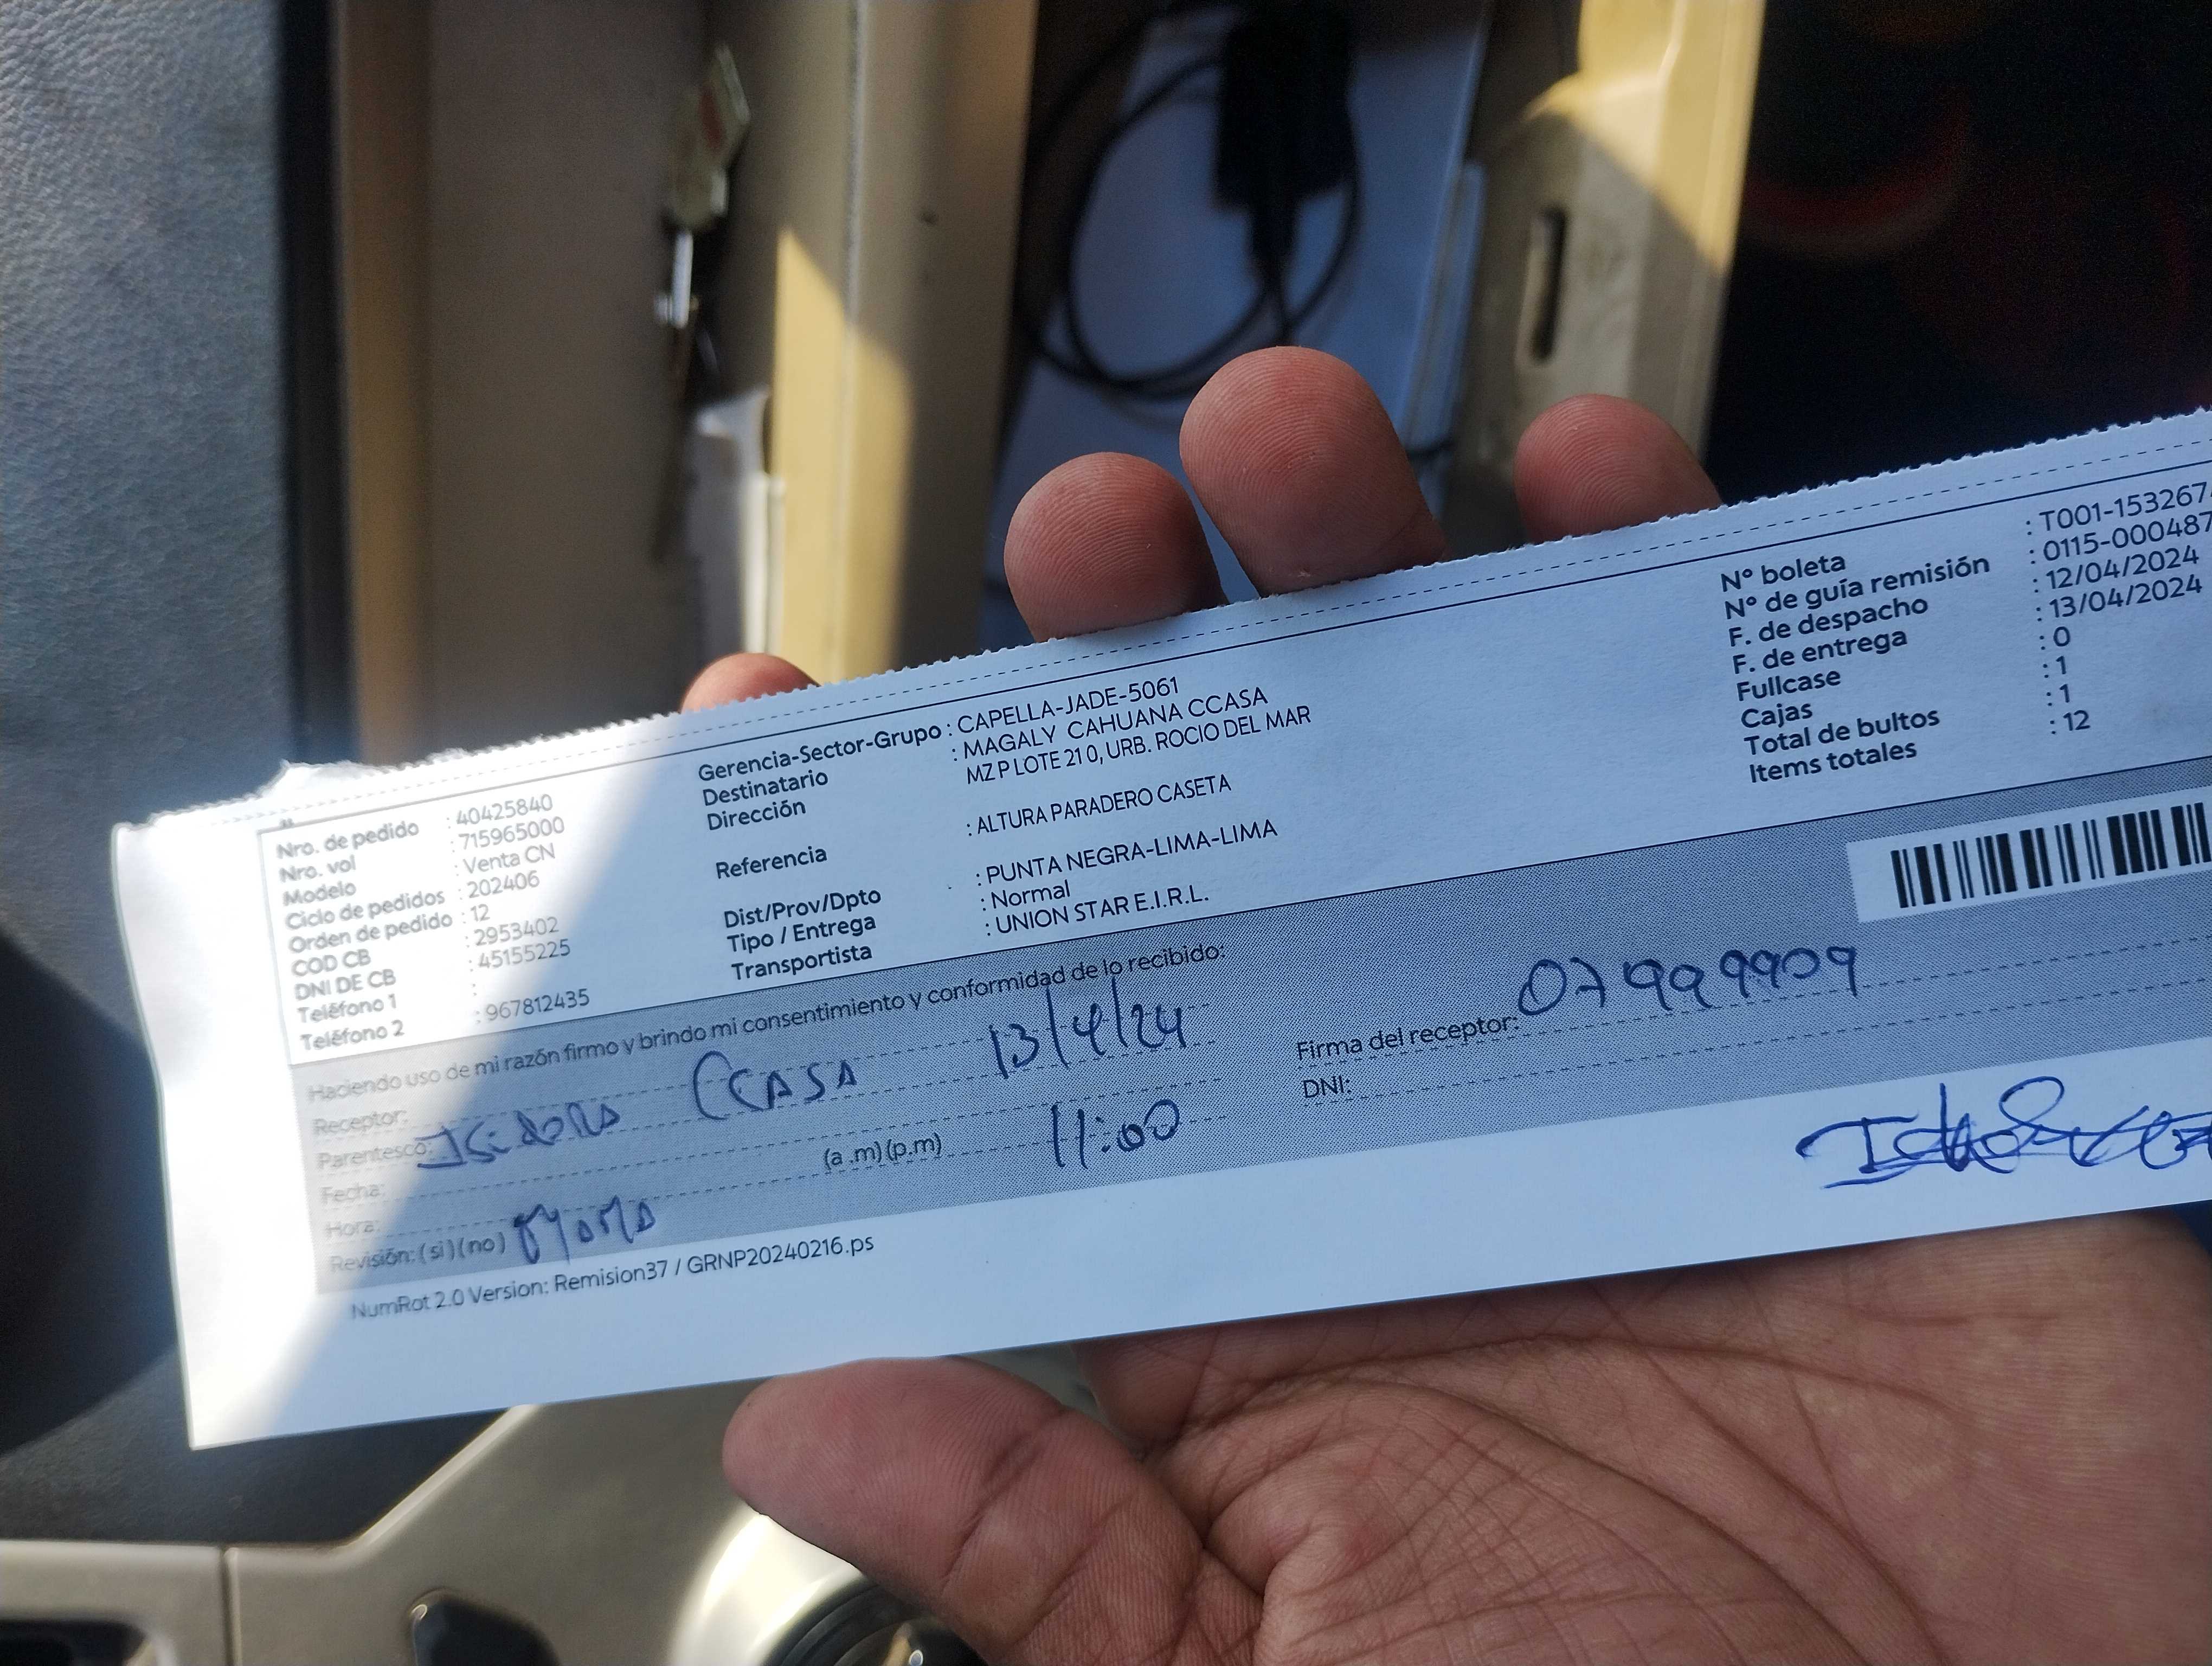 Nro. de pedido : 40425840
Nro. vol : 715965000
Modelo : Venta CN
Ciclo de pedidos : 202406
Orden de pedido : 12
COD CB : 2953402
DNI DE CB : 45155225
Teléfono 1 :
Teléfono 2 : 967812435
Gerencia-Sector-Grupo : CAPELLA-JADE-5061
Destinatario : MAGALY CAHUANA CCASA
Dirección MZ P LOTE 21 0, URB. ROCIO DEL MAR
Referencia : ALTURA PARADERO CASETA
Dist/Prov/Dpto : PUNTA NEGRA-LIMA-LIMA
Tipo / Entrega : Normal
Transportista : UNION STAR E.I.R.L.
N° boleta : T001-153267
N° de guía remisión : 0115-000487
F. de despacho : 12/04/2024
F. de entrega : 13/04/2024
Fullcase : 0
Cajas : 1
Total de bultos : 1
Items totales : 12
Haciendo uso de mi razón firmo y brindo mi consentimiento y conformidad de lo recibido:
Receptor:
Parentesco: Isidora CCASA 13/4/24
Fecha:
Hora: (a .m) (p.m) 11:00
Revisión: (si) (no)
Firma del receptor: 07999909
DNI:
NumRot 2.0 Version: Remision37 / GRNP20240216.ps